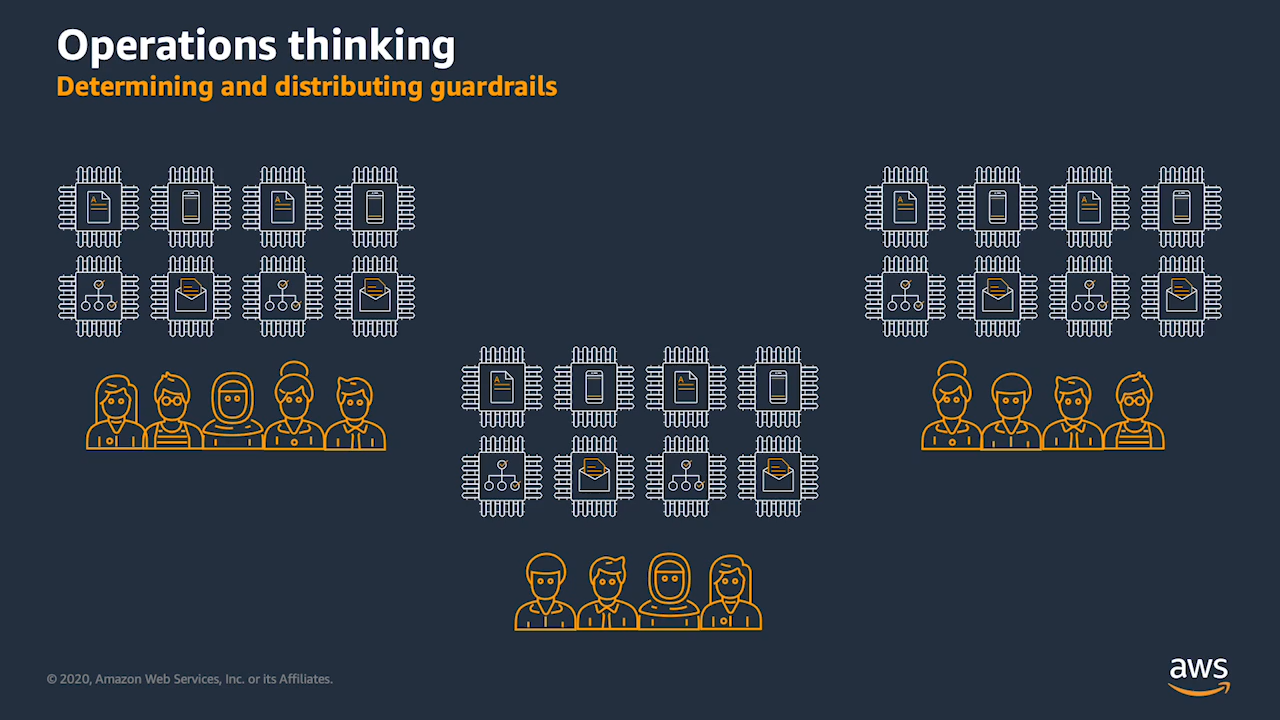 Operations thinking
Determining and distributing guardrails
A
A
A
A
A
A
© 2020, Amazon Web Services, Inc. or its Affiliates.
aws